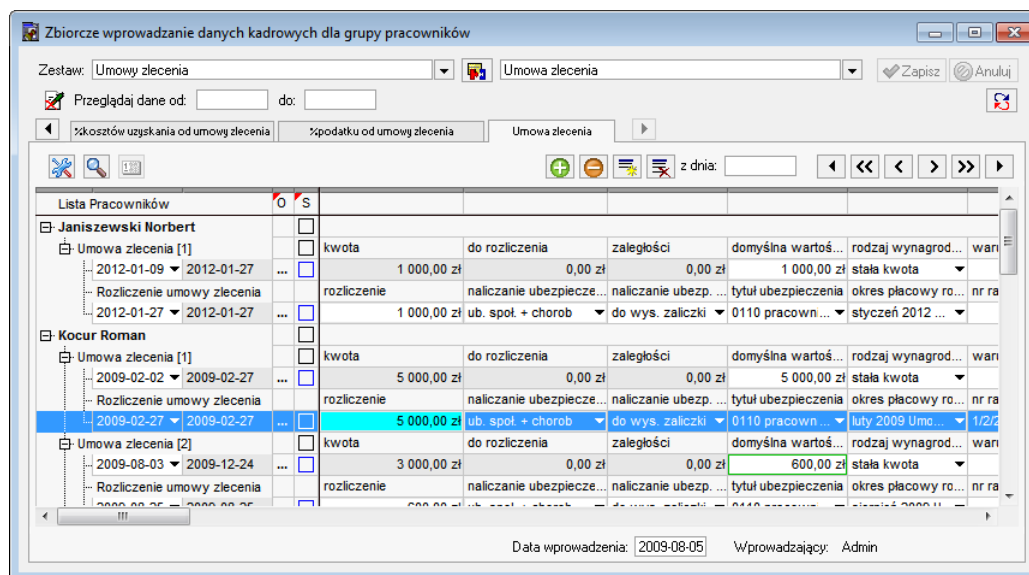 Zbiorcze wprowadzanie danych kadrowych dla grupy pracowników
Zestaw: Umowy zlecenia Umowa zlecenia Zapisz Anuluj
Przeglądaj dane od: do:
%kosztów uzyskania od umowy zlecenia %podatku od umowy zlecenia Umowa zlecenia
z dnia:
Lista Pracowników O S
Janiszewski Norbert
Umowa zlecenia [1] kwota do rozliczenia zaległości domyślna wartoś... rodzaj wynagrod...
2012-01-09 2012-01-27 ... 1 000,00 zł 0,00 zł 0,00 zł 1 000,00 zł stała kwota
Rozliczenie umowy zlecenia rozliczenie naliczanie ubezpiecze... naliczanie ubezp. ... tytuł ubezpieczenia okres płacowy ro... nr ra
2012-01-27 2012-01-27 ... 1 000,00 zł ub. społ. + chorob do wys. zaliczki 0110 pracown... styczeń 2012 ...
Kocur Roman
Umowa zlecenia [1] kwota do rozliczenia zaległości domyślna wartoś... rodzaj wynagrod...
2009-02-02 2009-02-27 ... 5 000,00 zł 0,00 zł 0,00 zł 5 000,00 zł stała kwota
Rozliczenie umowy zlecenia rozliczenie naliczanie ubezpiecze... naliczanie ubezp. ... tytuł ubezpieczenia okres płacowy ro... nr ra
2009-02-27 2009-02-27 ... 5 000,00 zł ub. społ. + chorob do wys. zaliczki 0110 pracown... luty 2009 Umo... 1/2/2
Umowa zlecenia [2] kwota do rozliczenia zaległości domyślna wartoś... rodzaj wynagrod...
2009-08-03 2009-12-24 ... 3 000,00 zł 0,00 zł 0,00 zł 600,00 zł stała kwota
Rozliczenie umowy zlecenia rozliczenie naliczanie ubezpiecze... naliczanie ubezp. ... tytuł ubezpieczenia okres płacowy ro... nr ra
Data wprowadzenia: 2009-08-05 Wprowadzający: Admin